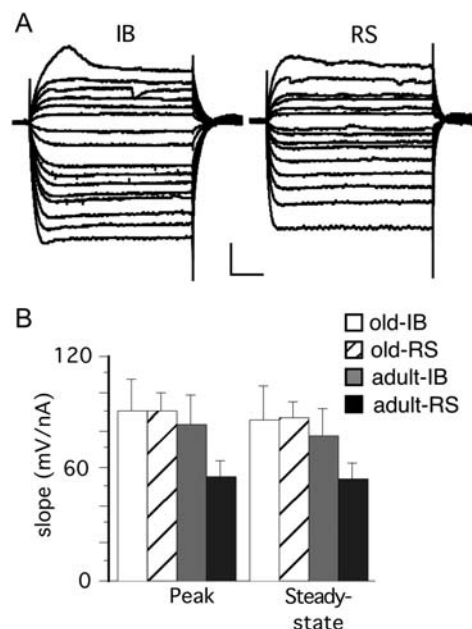 A
IB
RS
B
old-IB
old-RS
adult-IB
adult-RS
120
60
0
slope (mV/nA)
Peak
Steady-
state